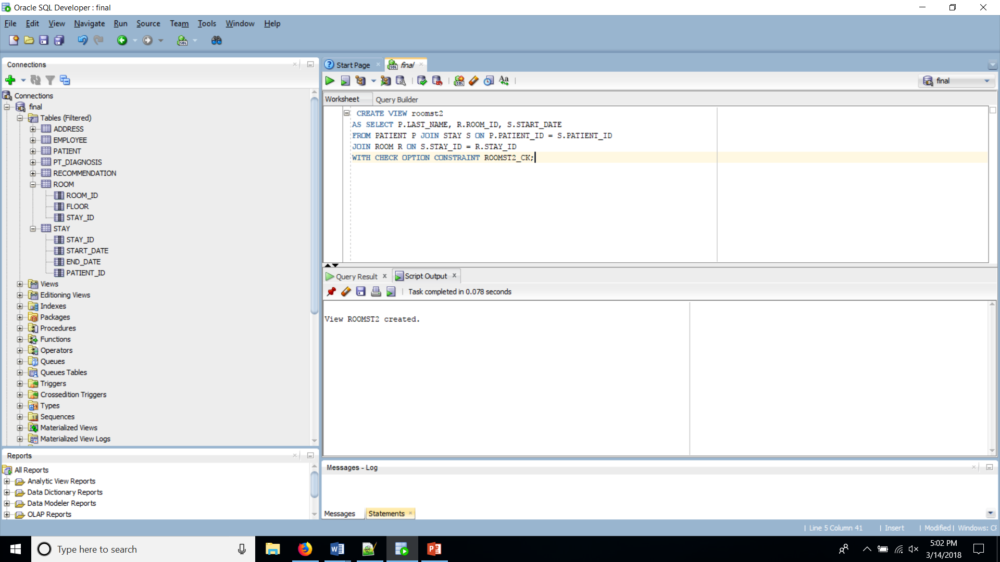 Oracle SQL Developer : final
File Edit View Navigate Run Source Team Tools Window Help
Connections
Connections
final
Tables (Filtered)
ADDRESS
EMPLOYEE
PATIENT
PT_DIAGNOSIS
RECOMMENDATION
ROOM
ROOM_ID
FLOOR
STAY_ID
STAY
STAY_ID
START_DATE
END_DATE
PATIENT_ID
Views
Editioning Views
Indexes
Packages
Procedures
Functions
Operators
Queues
Queues Tables
Triggers
Crossedition Triggers
Types
Sequences
Materialized Views
Materialized View Logs
Reports
All Reports
Analytic View Reports
Data Dictionary Reports
Data Modeler Reports
OLAP Reports
Start Page final
final
Worksheet Query Builder
CREATE VIEW roomst2
AS SELECT P.LAST_NAME, R.ROOM_ID, S.START_DATE
FROM PATIENT P JOIN STAY S ON P.PATIENT_ID = S.PATIENT_ID
JOIN ROOM R ON S.STAY_ID = R.STAY_ID
WITH CHECK OPTION CONSTRAINT ROOMST2_CK;
Query Result Script Output
Task completed in 0.078 seconds
View ROOMST2 created.
Messages - Log
Messages Statements
Line 5 Column 41 | Insert | Modified | Windows: CF
Type here to search
5:02 PM
3/14/2018